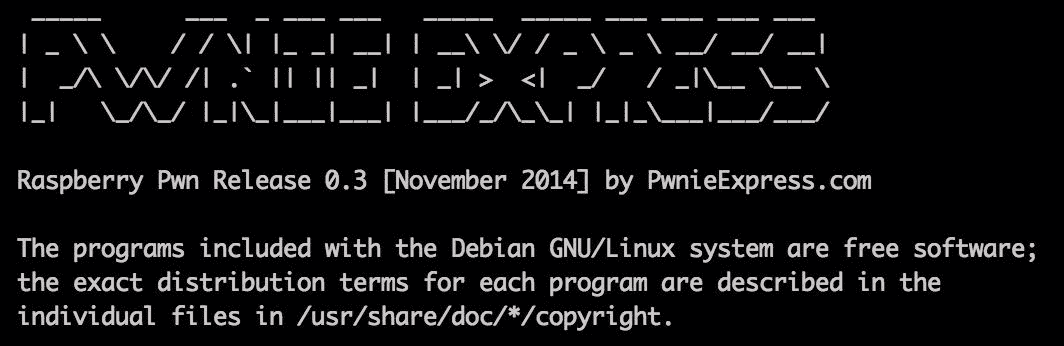 PWNIE EXPRESS
Raspberry Pwn Release 0.3 [November 2014] by PwnieExpress.com
The programs included with the Debian GNU/Linux system are free software;
the exact distribution terms for each program are described in the
individual files in /usr/share/doc/*/copyright.